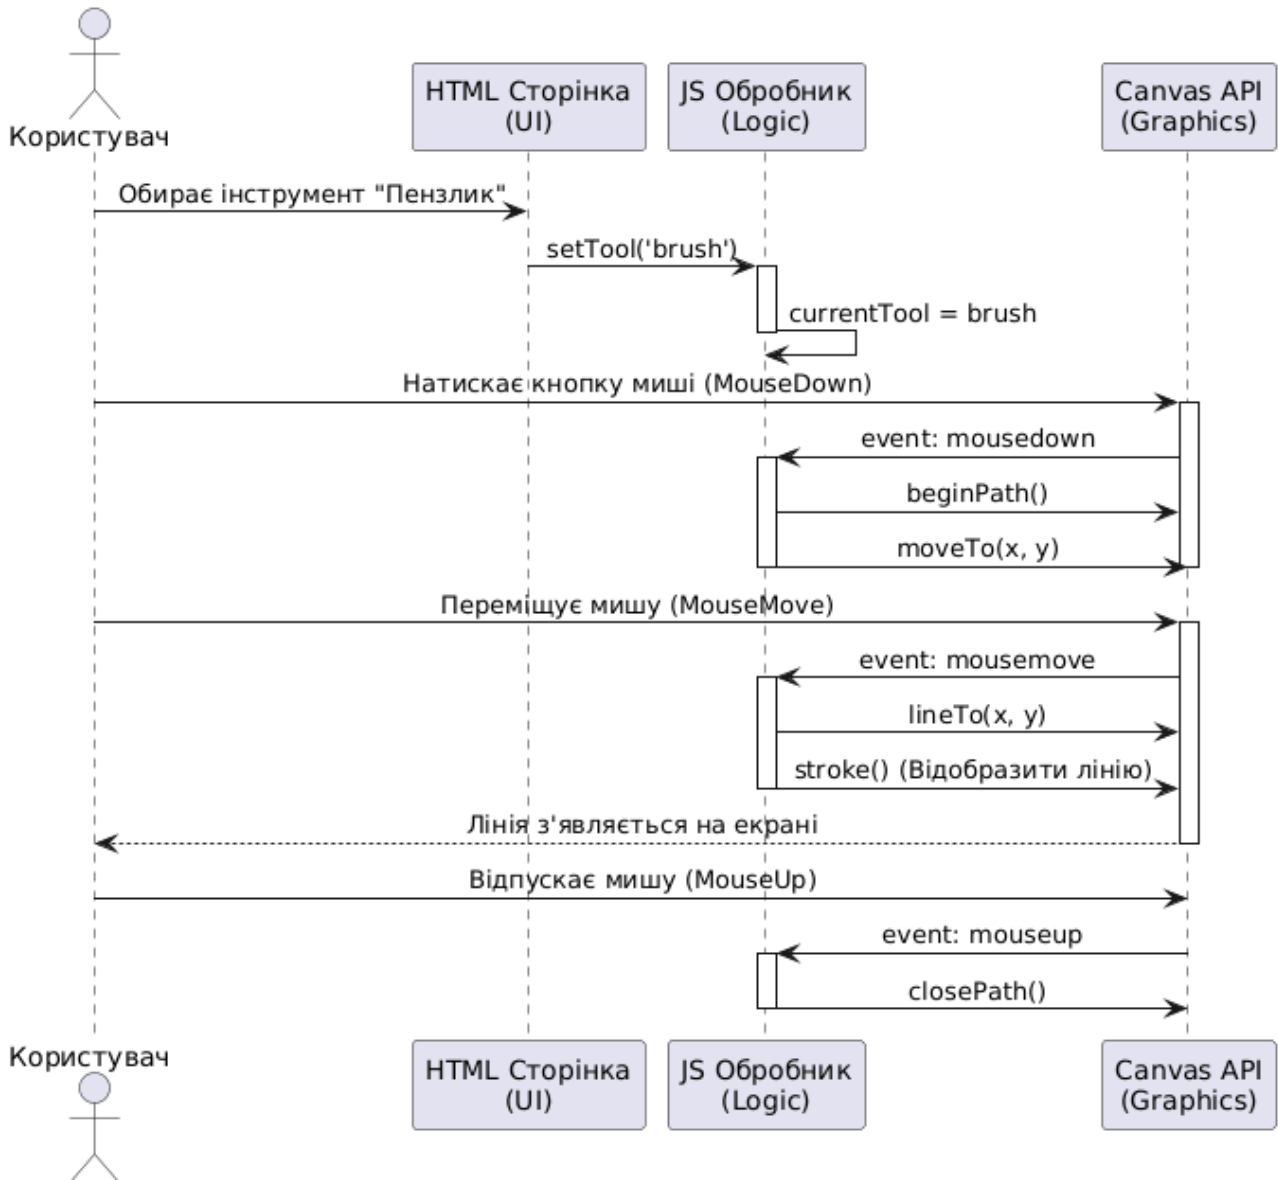 HTML Сторінка
(UI)
JS Обробник
(Logic)
Canvas API
(Graphics)
Користувач
Обирає інструмент "Пензлик"
setTool('brush')
currentTool = brush
Натискає кнопку миші (MouseDown)
event: mousedown
beginPath()
moveTo(x, y)
Переміщує мишу (MouseMove)
event: mousemove
lineTo(x, y)
stroke() (Відобразити лінію)
Лінія з'являється на екрані
Відпускає мишу (MouseUp)
event: mouseup
closePath()
Користувач
HTML Сторінка
(UI)
JS Обробник
(Logic)
Canvas API
(Graphics)